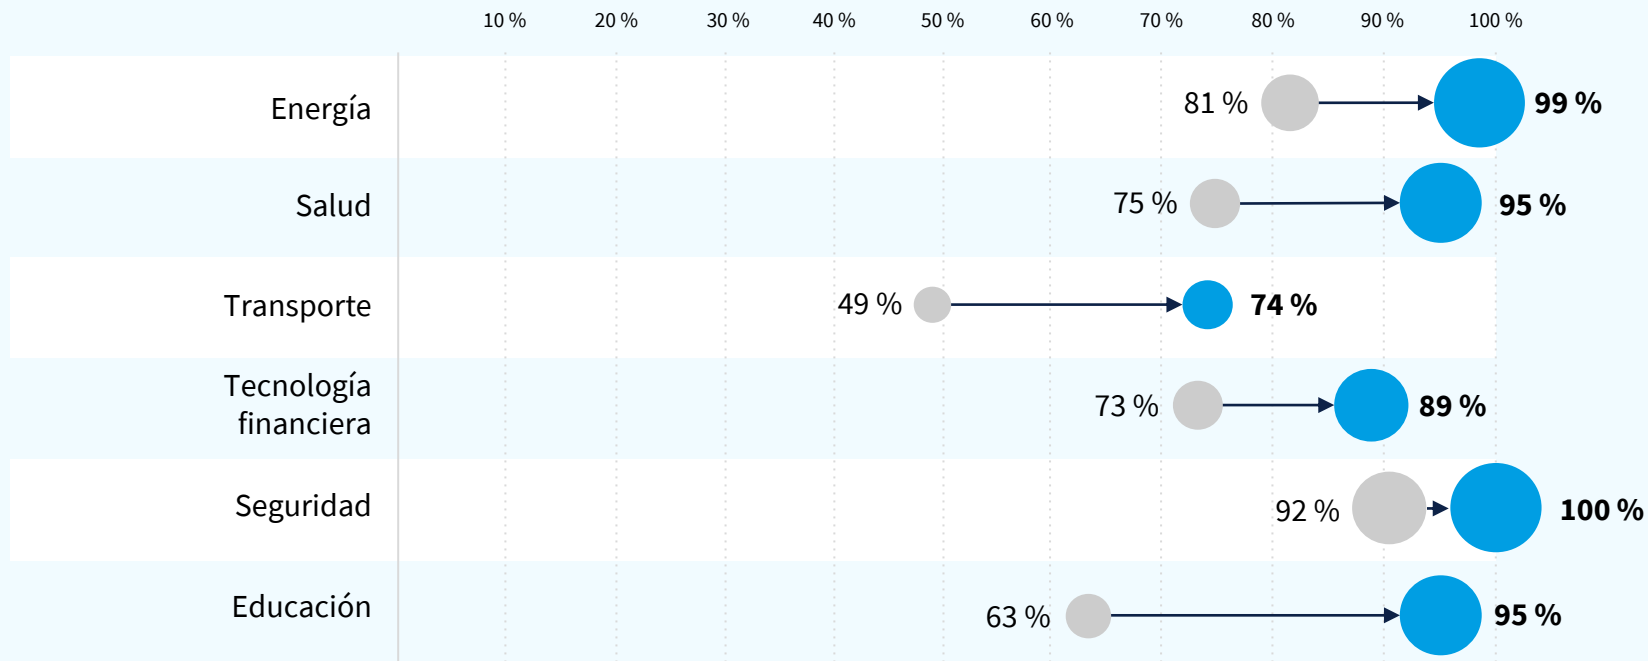 10 % 20 % 30 % 40 % 50 % 60 % 70 % 80 % 90 % 100 %
Energía 81 % 99 %
Salud 75 % 95 %
Transporte 49 % 74 %
Tecnología
financiera 73 % 89 %
Seguridad 92 % 100 %
Educación 63 % 95 %